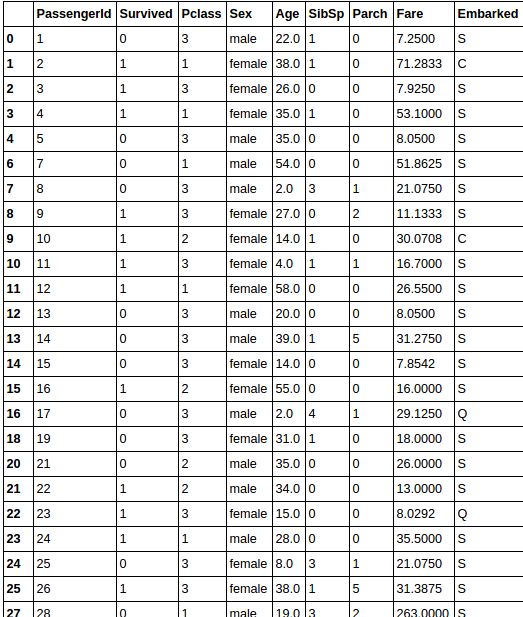 PassengerId Survived Pclass Sex Age SibSp Parch Fare Embarked
0 1 0 3 male 22.0 1 0 7.2500 S
1 2 1 1 female 38.0 1 0 71.2833 C
2 3 1 3 female 26.0 0 0 7.9250 S
3 4 1 1 female 35.0 1 0 53.1000 S
4 5 0 3 male 35.0 0 0 8.0500 S
6 7 0 1 male 54.0 0 0 51.8625 S
7 8 0 3 male 2.0 3 1 21.0750 S
8 9 1 3 female 27.0 0 2 11.1333 S
9 10 1 2 female 14.0 1 0 30.0708 C
10 11 1 3 female 4.0 1 1 16.7000 S
11 12 1 1 female 58.0 0 0 26.5500 S
12 13 0 3 male 20.0 0 0 8.0500 S
13 14 0 3 male 39.0 1 5 31.2750 S
14 15 0 3 female 14.0 0 0 7.8542 S
15 16 1 2 female 55.0 0 0 16.0000 S
16 17 0 3 male 2.0 4 1 29.1250 Q
18 19 0 3 female 31.0 1 0 18.0000 S
20 21 0 2 male 35.0 0 0 26.0000 S
21 22 1 2 male 34.0 0 0 13.0000 S
22 23 1 3 female 15.0 0 0 8.0292 Q
23 24 1 1 male 28.0 0 0 35.5000 S
24 25 0 3 female 8.0 3 1 21.0750 S
25 26 1 3 female 38.0 1 5 31.3875 S
27 28 0 1 male 19.0 3 2 263.0000 S